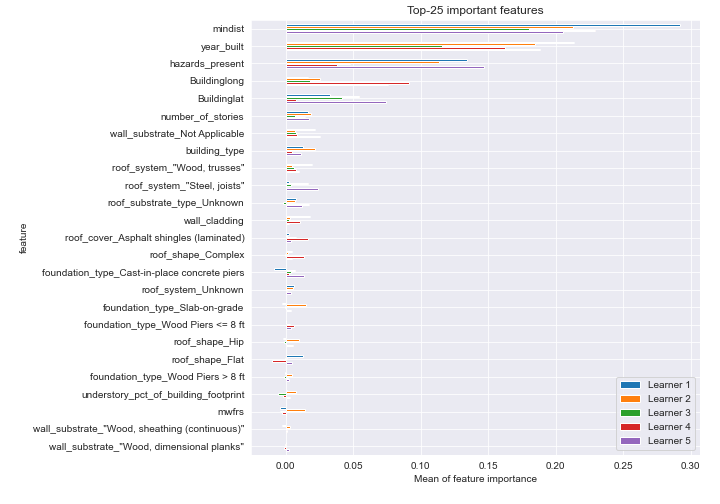 Top-25 important features
mindist
year_built
hazards_present
Buildinglong
Buildinglat
number_of_stories
wall_substrate_Not Applicable
building_type
roof_system_"Wood, trusses"
roof_system_"Steel, joists"
roof_substrate_type_Unknown
wall_cladding
roof_cover_Asphalt shingles (laminated)
roof_shape_Complex
foundation_type_Cast-in-place concrete piers
roof_system_Unknown
foundation_type_Slab-on-grade
foundation_type_Wood Piers <= 8 ft
roof_shape_Hip
roof_shape_Flat
foundation_type_Wood Piers > 8 ft
understory_pct_of_building_footprint
mwfrs
wall_substrate_"Wood, sheathing (continuous)"
wall_substrate_"Wood, dimensional planks"
feature
Learner 1
Learner 2
Learner 3
Learner 4
Learner 5
0.00 0.05 0.10 0.15 0.20 0.25 0.30
Mean of feature importance